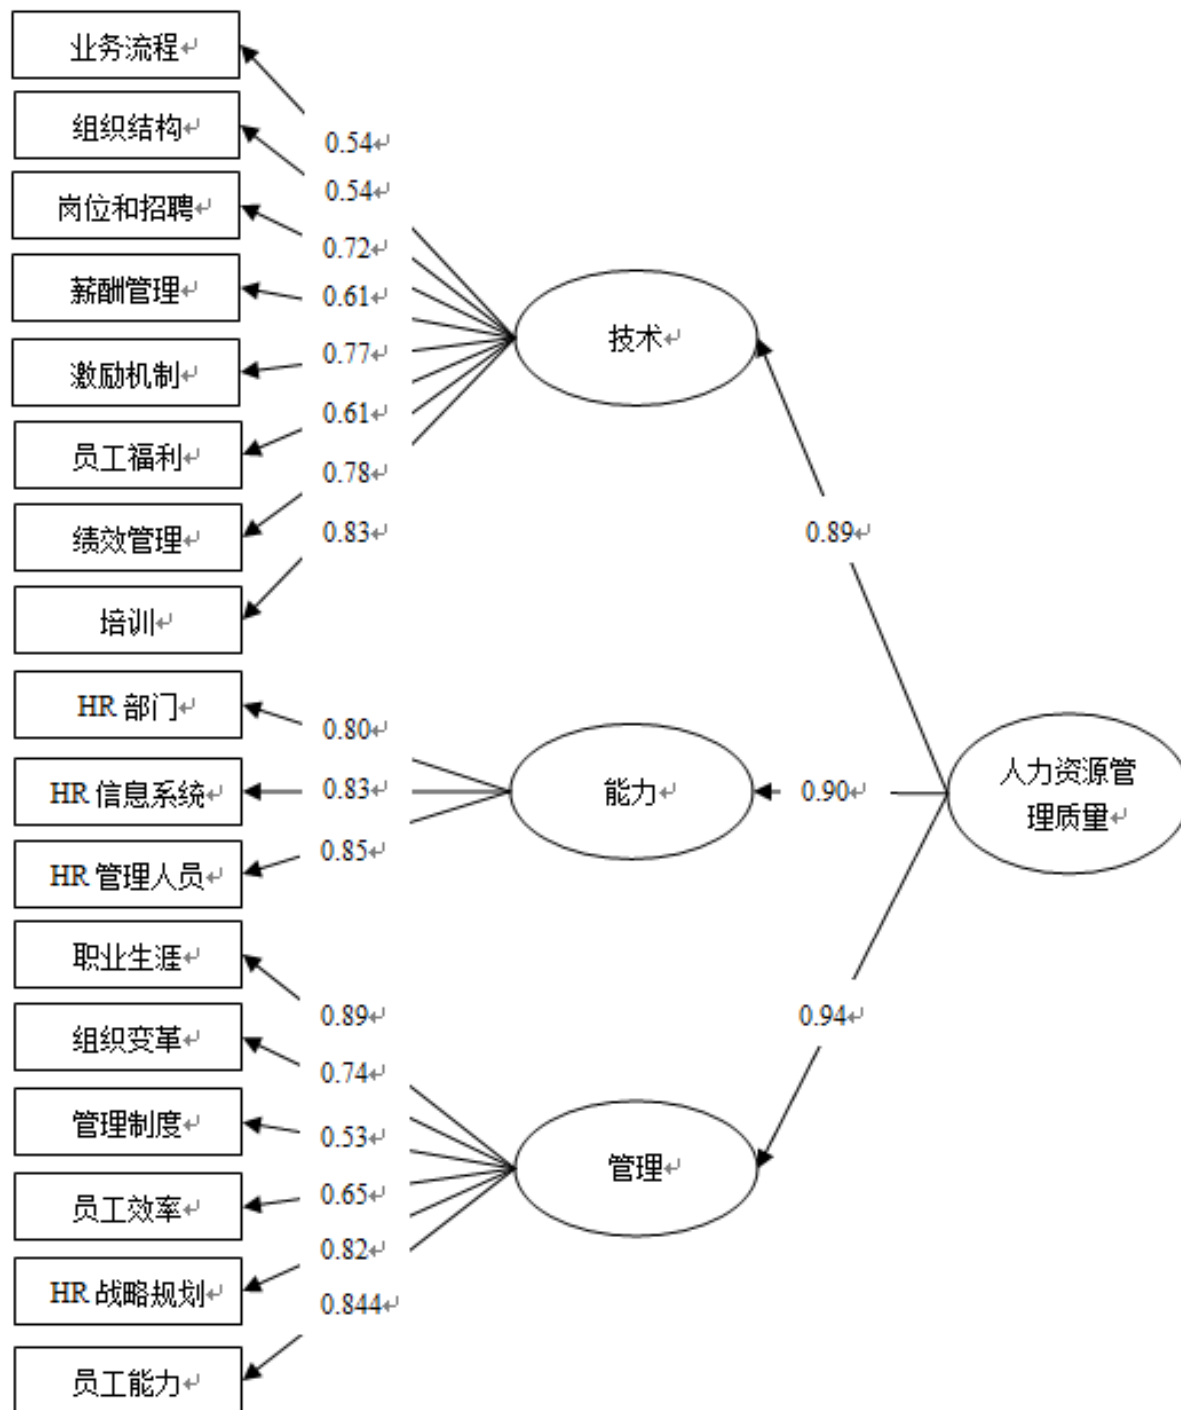 业务流程
组织结构
岗位和招聘
薪酬管理
激励机制
员工福利
绩效管理
培训
HR 部门
HR 信息系统
HR 管理人员
职业生涯
组织变革
管理制度
员工效率
HR 战略规划
员工能力
0.54
0.54
0.72
0.61
0.77
0.61
0.78
0.83
0.80
0.83
0.85
0.89
0.74
0.53
0.65
0.82
0.844
技术
能力
管理
0.89
0.90
0.94
人力资源管
理质量